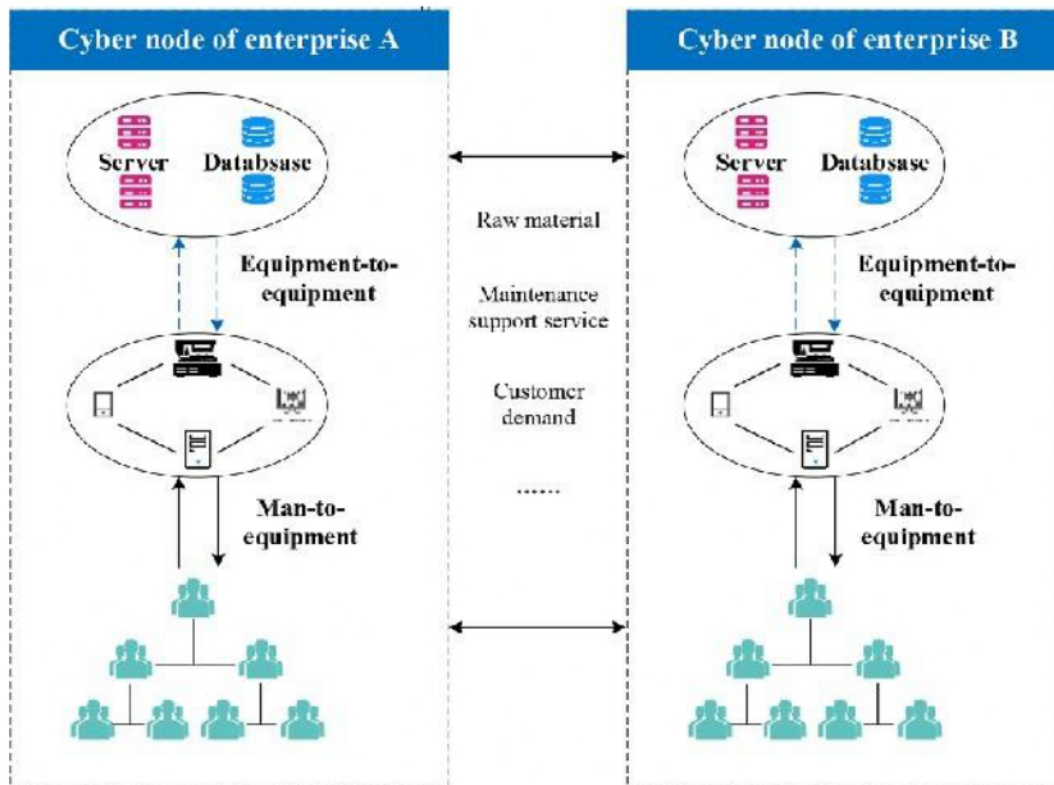 Cyber node of enterprise A
Cyber node of enterprise B
Server Databsase
Server Databsase
Raw material
Equipment-to-
equipment
Equipment-to-
equipment
Maintenance
support service
Customer
demand
......
Man-to-
equipment
Man-to-
equipment